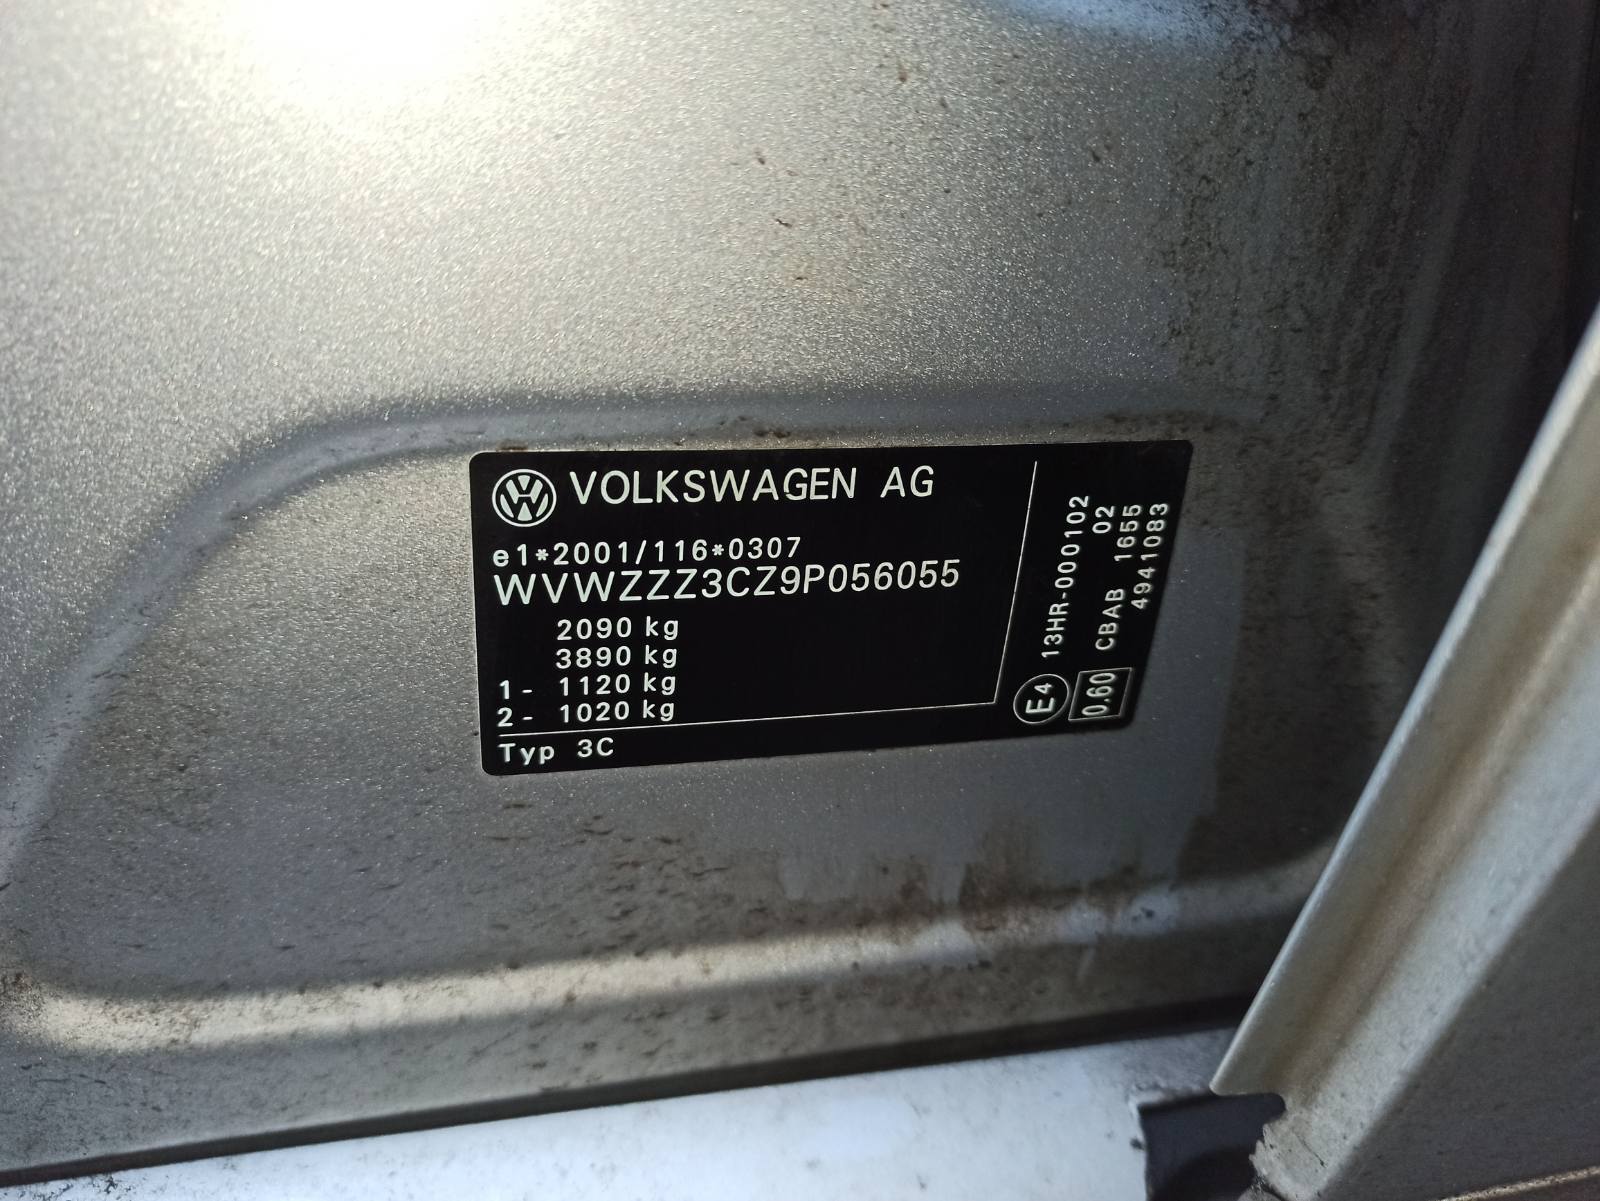 VOLKSWAGEN AG
e1*2001/116*0307
WVWZZZ3CZ9P056055
2090 kg
3890 kg
1- 1120 kg
2- 1020 kg
Typ 3C
E4 13HR-000102
02
0,60 CBAB 1655
4941083